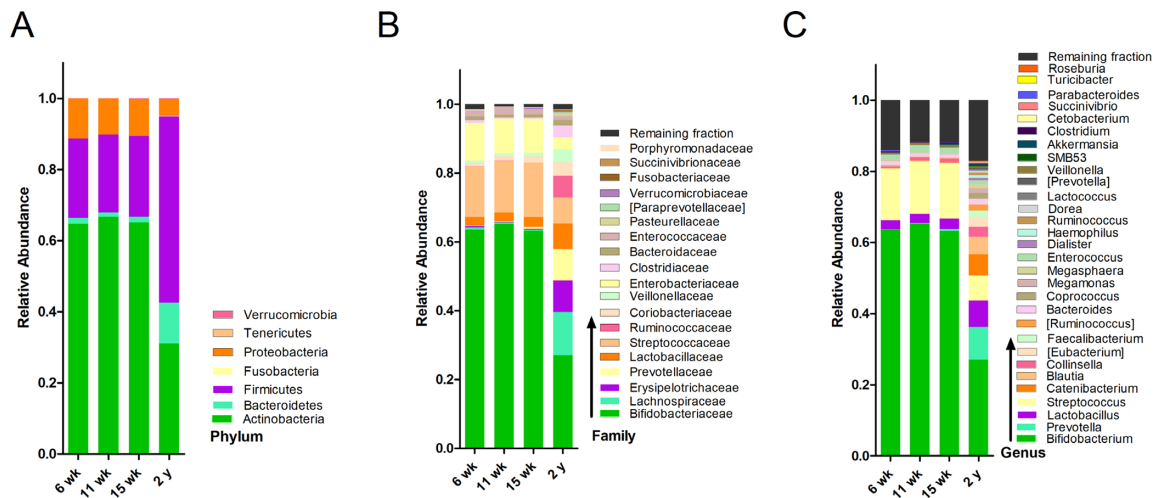 A
Relative Abundance
1.0
0.8
0.6
0.4
0.2
0.0
6 wk
11 wk
15 wk
2 y
Verrucomicrobia
Tenericutes
Proteobacteria
Fusobacteria
Firmicutes
Bacteroidetes
Actinobacteria
Phylum
B
Relative Abundance
1.0
0.8
0.6
0.4
0.2
0.0
6 wk
11 wk
15 wk
2 y
Remaining fraction
Porphyromonadaceae
Succinivibrionaceae
Fusobacteriaceae
Verrucomicrobiaceae
[Paraprevotellaceae]
Pasteurellaceae
Enterococcaceae
Bacteroidaceae
Clostridiaceae
Enterobacteriaceae
Veillonellaceae
Coriobacteriaceae
Ruminococcaceae
Streptococcaceae
Lactobacillaceae
Prevotellaceae
Erysipelotrichaceae
Lachnospiraceae
Bifidobacteriaceae
Family
C
Relative Abundance
1.0
0.8
0.6
0.4
0.2
0.0
6 wk
11 wk
15 wk
2 y
Remaining fraction
Roseburia
Turicibacter
Parabacteroides
Succinivibrio
Cetobacterium
Clostridium
Akkermansia
SMB53
Veillonella
[Prevotella]
Lactococcus
Dorea
Ruminococcus
Haemophilus
Dialister
Enterococcus
Megasphaera
Megamonas
Coprococcus
Bacteroides
[Ruminococcus]
Faecalibacterium
[Eubacterium]
Collinsella
Blautia
Catenibacterium
Streptococcus
Lactobacillus
Prevotella
Bifidobacterium
Genus